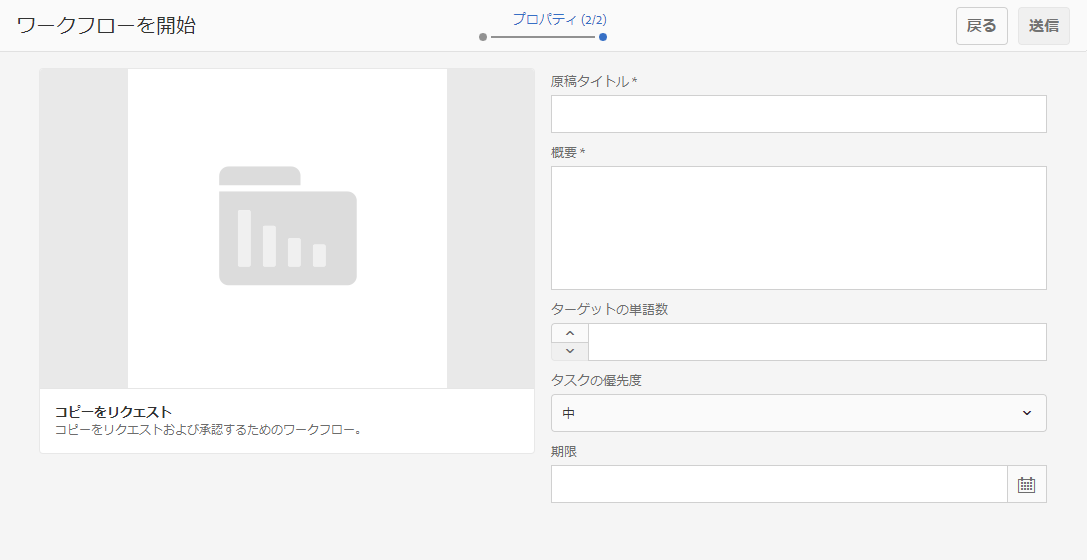 ワークフローを開始
プロパティ (2/2)
戻る
送信
原稿タイトル *
概要 *
ターゲットの単語数
タスクの優先度
中
期限
コピーをリクエスト
コピーをリクエストおよび承認するためのワークフロー。